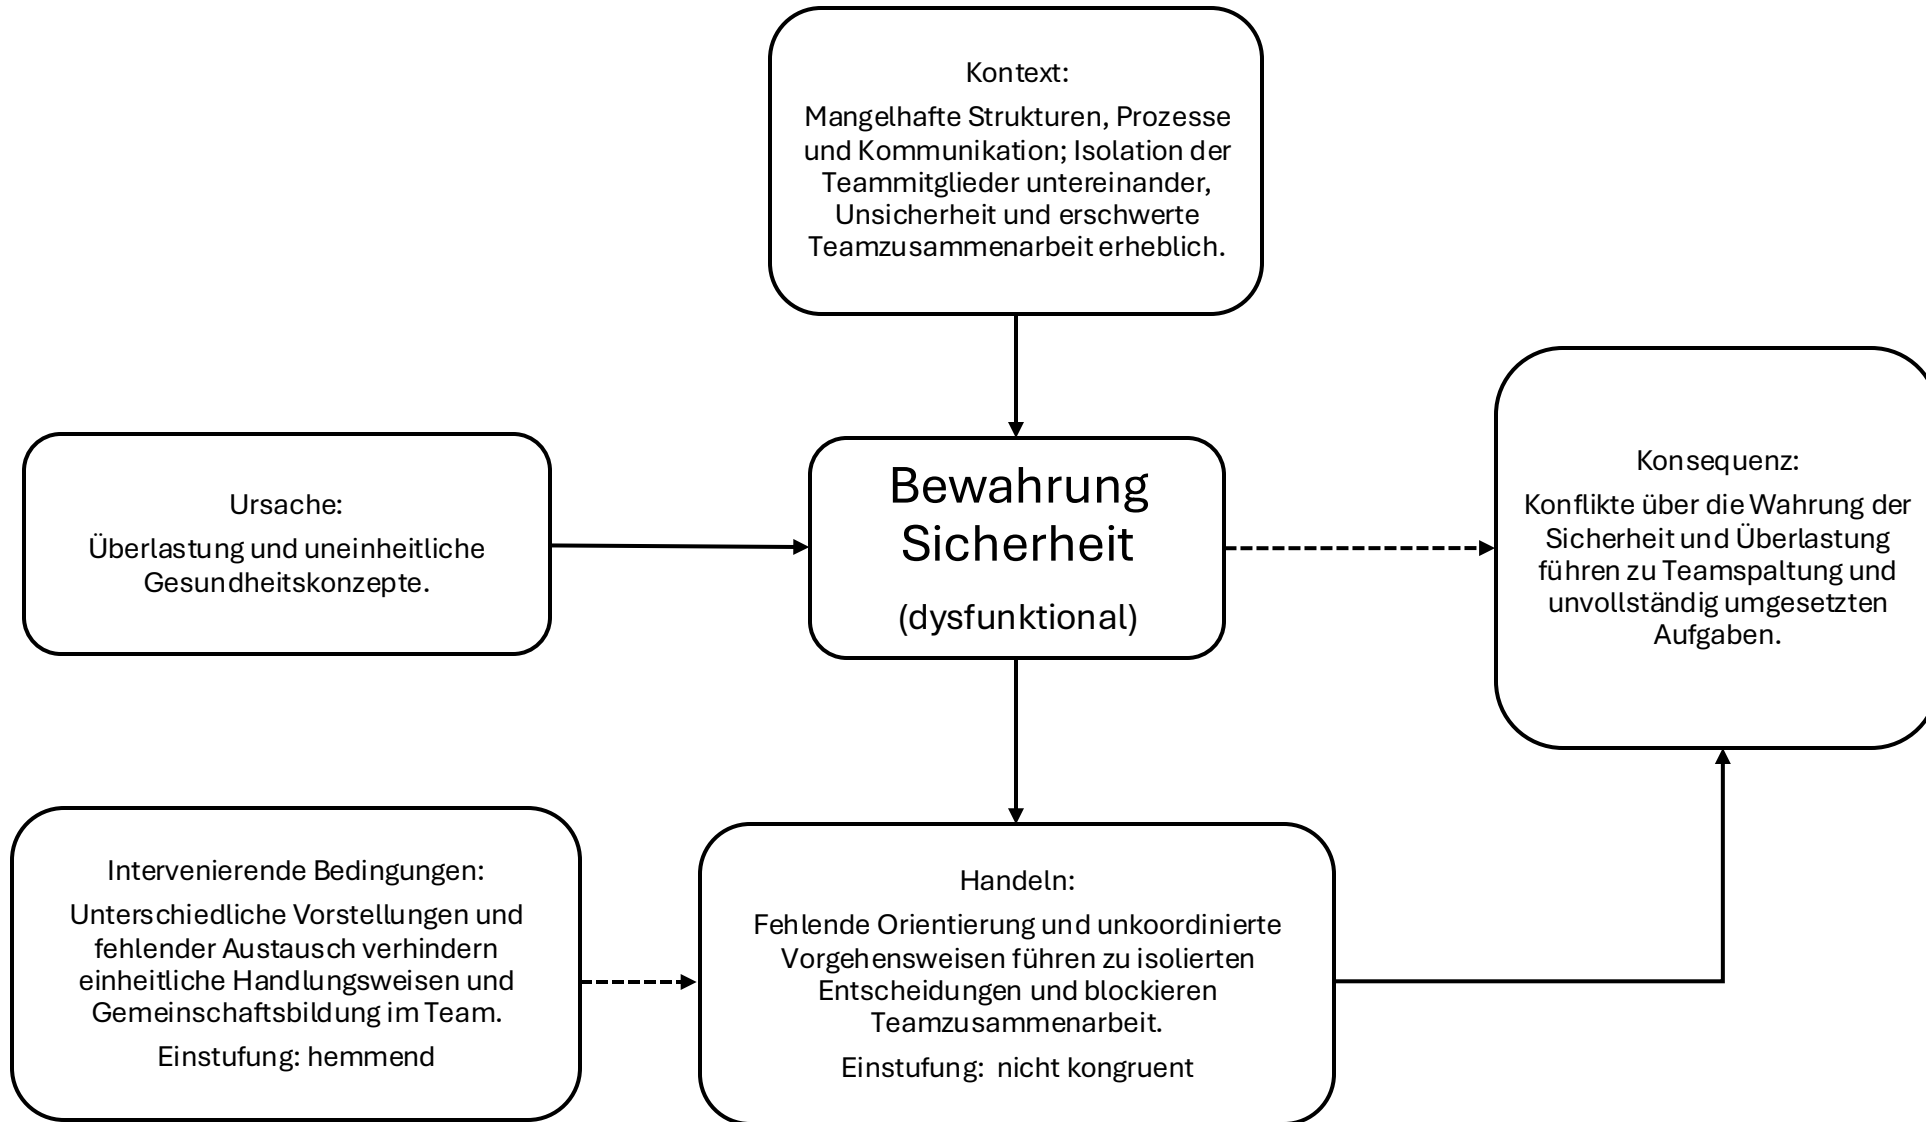 Kontext:
Mangelhafte Strukturen, Prozesse
und Kommunikation; Isolation der
Teammitglieder untereinander,
Unsicherheit und erschwerte
Teamzusammenarbeit erheblich.
Ursache:
Überlastung und uneinheitliche
Gesundheitskonzepte.
Bewahrung
Sicherheit
(dysfunktional)
Konsequenz:
Konflikte über die Wahrung der
Sicherheit und Überlastung
führen zu Teamspaltung und
unvollständig umgesetzten
Aufgaben.
Intervenierende Bedingungen:
Unterschiedliche Vorstellungen und
fehlender Austausch verhindern
einheitliche Handlungsweisen und
Gemeinschaftsbildung im Team.
Einstufung: hemmend
Handeln:
Fehlende Orientierung und unkoordinierte
Vorgehensweisen führen zu isolierten
Entscheidungen und blockieren
Teamzusammenarbeit.
Einstufung: nicht kongruent